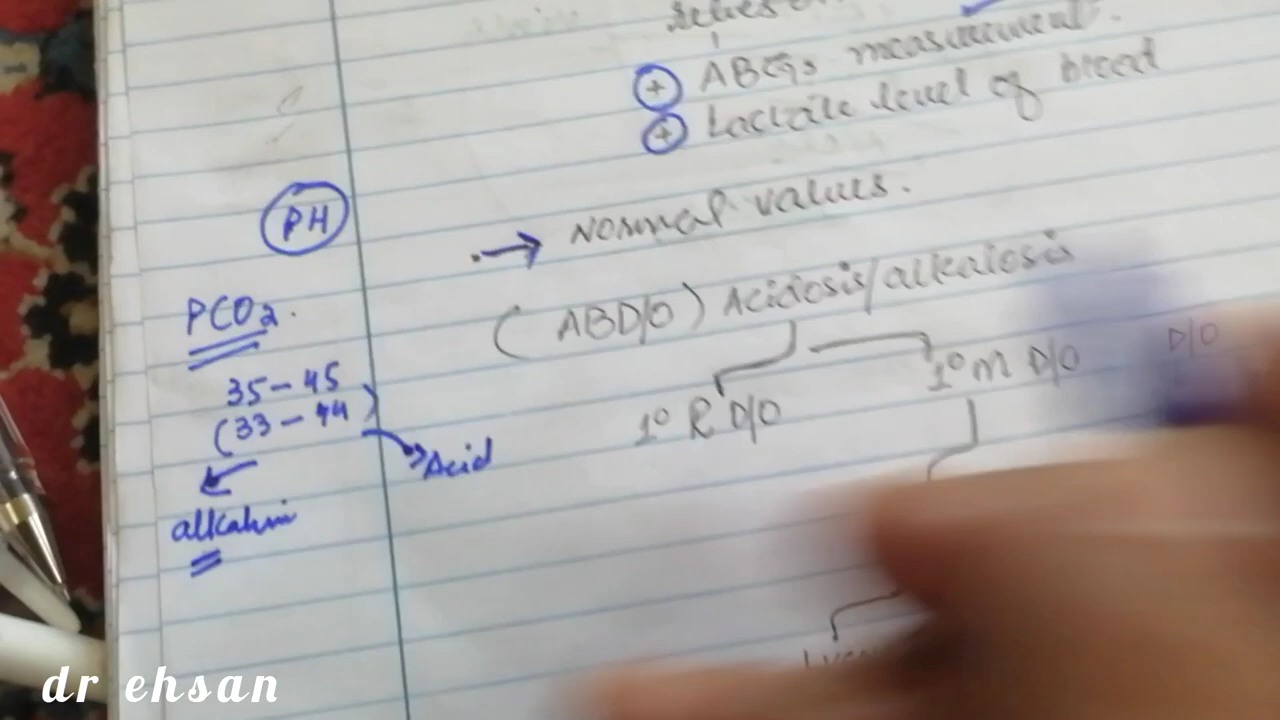 ABGs measurement.
+ Lactate level of blood
PH
→ Normal values.
PCO2.
(ABD/O) Acidosis/alkalosis
35-45
(33-44)
1° R D/O
1° M D/O
D/O
Acid
alkalin
dr ehsan